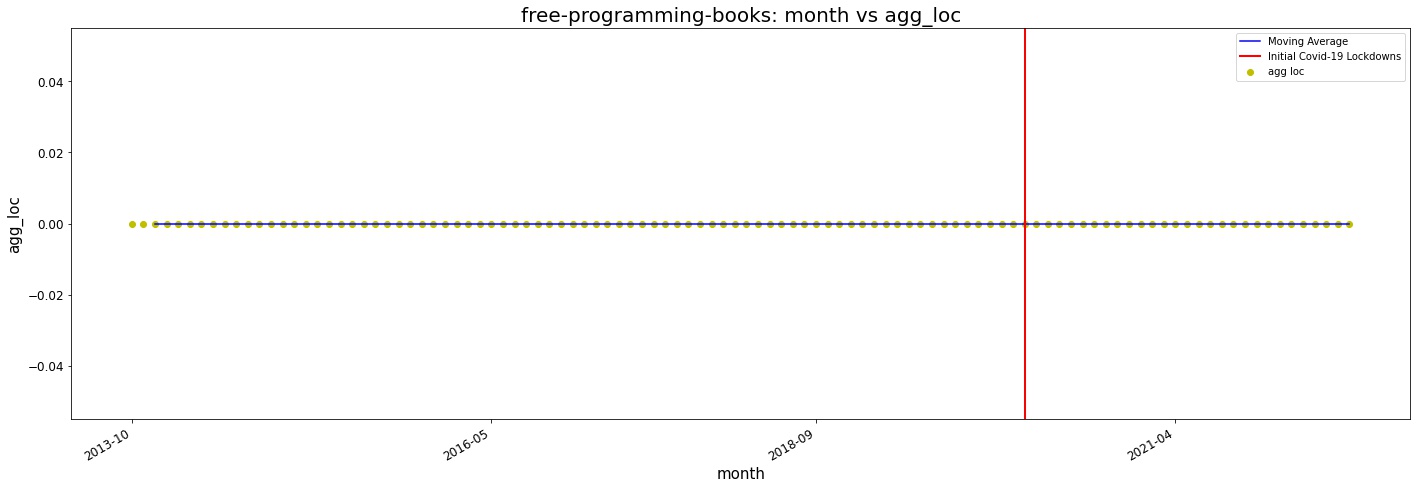 free-programming-books: month vs agg_loc
Moving Average
Initial Covid-19 Lockdowns
agg loc
agg_loc
0.04
0.02
0.00
−0.02
−0.04
2013-10
2016-05
2018-09
2021-04
month